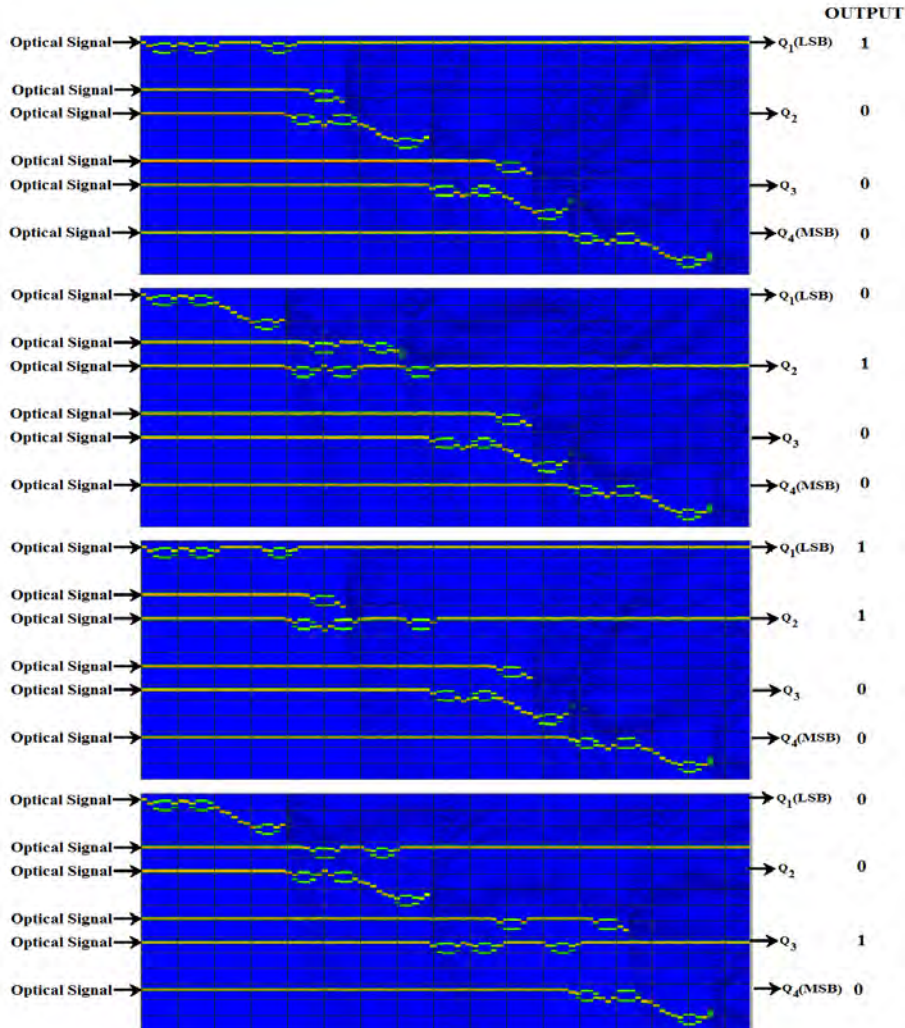 OUTPUT
Optical Signal Q1(LSB) 1
Optical Signal
Optical Signal Q2 0
Optical Signal
Optical Signal Q3 0
Optical Signal Q4(MSB) 0
Optical Signal Q1(LSB) 0
Optical Signal
Optical Signal Q2 1
Optical Signal
Optical Signal Q3 0
Optical Signal Q4(MSB) 0
Optical Signal Q1(LSB) 1
Optical Signal
Optical Signal Q2 1
Optical Signal
Optical Signal Q3 0
Optical Signal Q4(MSB) 0
Optical Signal Q1(LSB) 0
Optical Signal
Optical Signal Q2 0
Optical Signal
Optical Signal Q3 1
Optical Signal Q4(MSB) 0